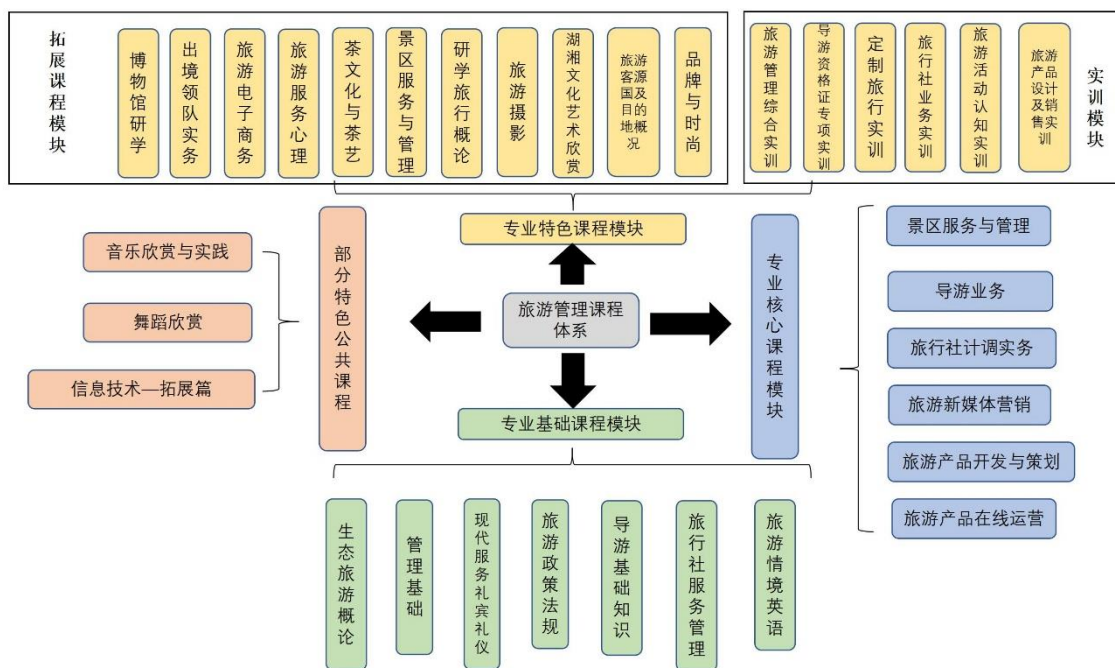 拓展课程模块
博物馆研学
出境领队实务
旅游电子商务
旅游服务心理
茶文化与茶艺
景区服务与管理
研学旅行概论
旅游摄影
湖湘文化艺术欣赏
旅游客源国及目的地概况
品牌与时尚
旅游管理综合实训
导游资格证专项实训
定制旅行实训
旅行社业务实训
旅游活动认知实训
旅游产品设计及销售实训
实训模块
专业特色课程模块
部分特色公共课程
音乐欣赏与实践
舞蹈欣赏
信息技术—拓展篇
旅游管理课程
体系
专业核心课程模块
景区服务与管理
导游业务
旅行社计调实务
旅游新媒体营销
旅游产品开发与策划
旅游产品在线运营
专业基础课程模块
生态旅游概论
管理基础
现代服务礼宾礼仪
旅游政策法规
导游基础知识
旅行社服务管理
旅游情境英语